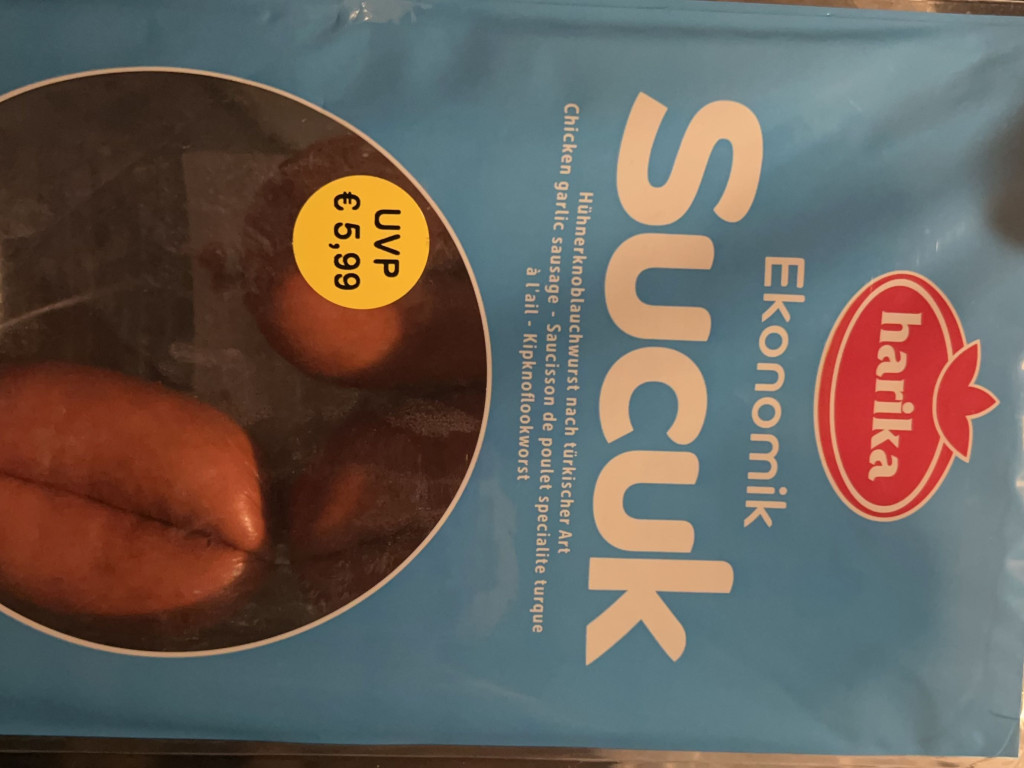 harika
Ekonomik
Sucuk
Hühnerknoblauchwurst nach türkischer Art
Chicken garlic sausage - Saucisson de poulet specialite turque
à l'ail - Kipknoflookworst
UVP
€ 5,99